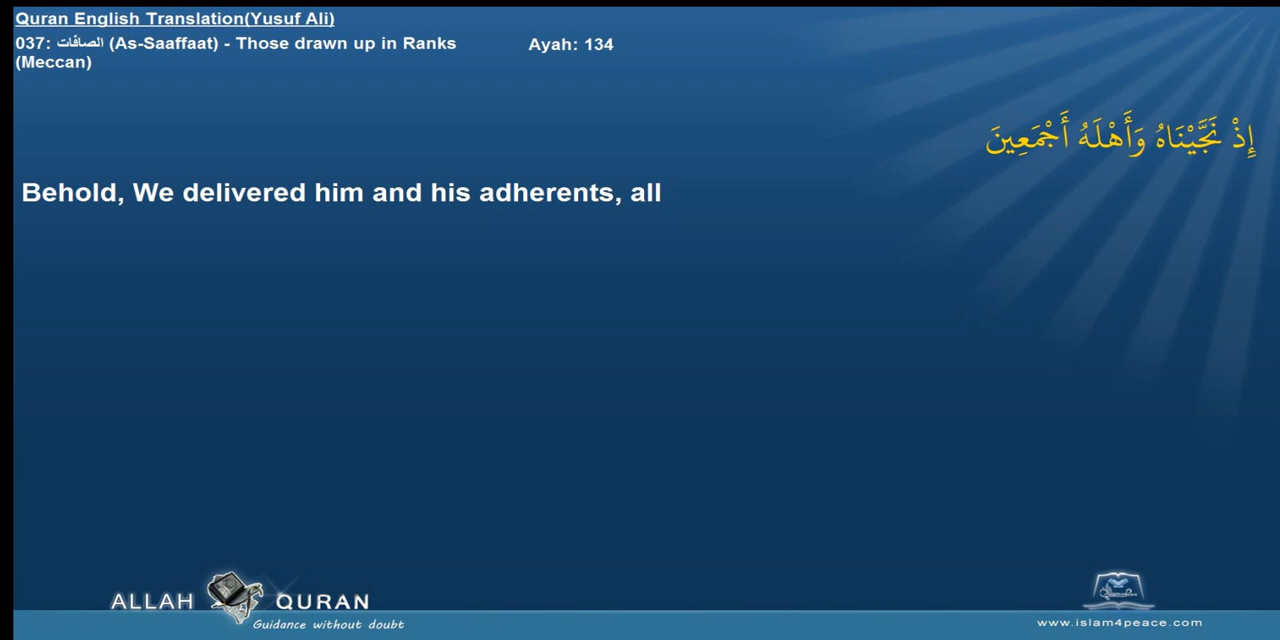 Quran English Translation(Yusuf Ali)
037: الصافات (As-Saaffaat) - Those drawn up in Ranks
(Meccan)
Ayah: 134
إِذْ نَجَّيْنَاهُ وَأَهْلَهُ أَجْمَعِينَ
Behold, We delivered him and his adherents, all
ALLAH QURAN
Guidance without doubt
www.islam4peace.com